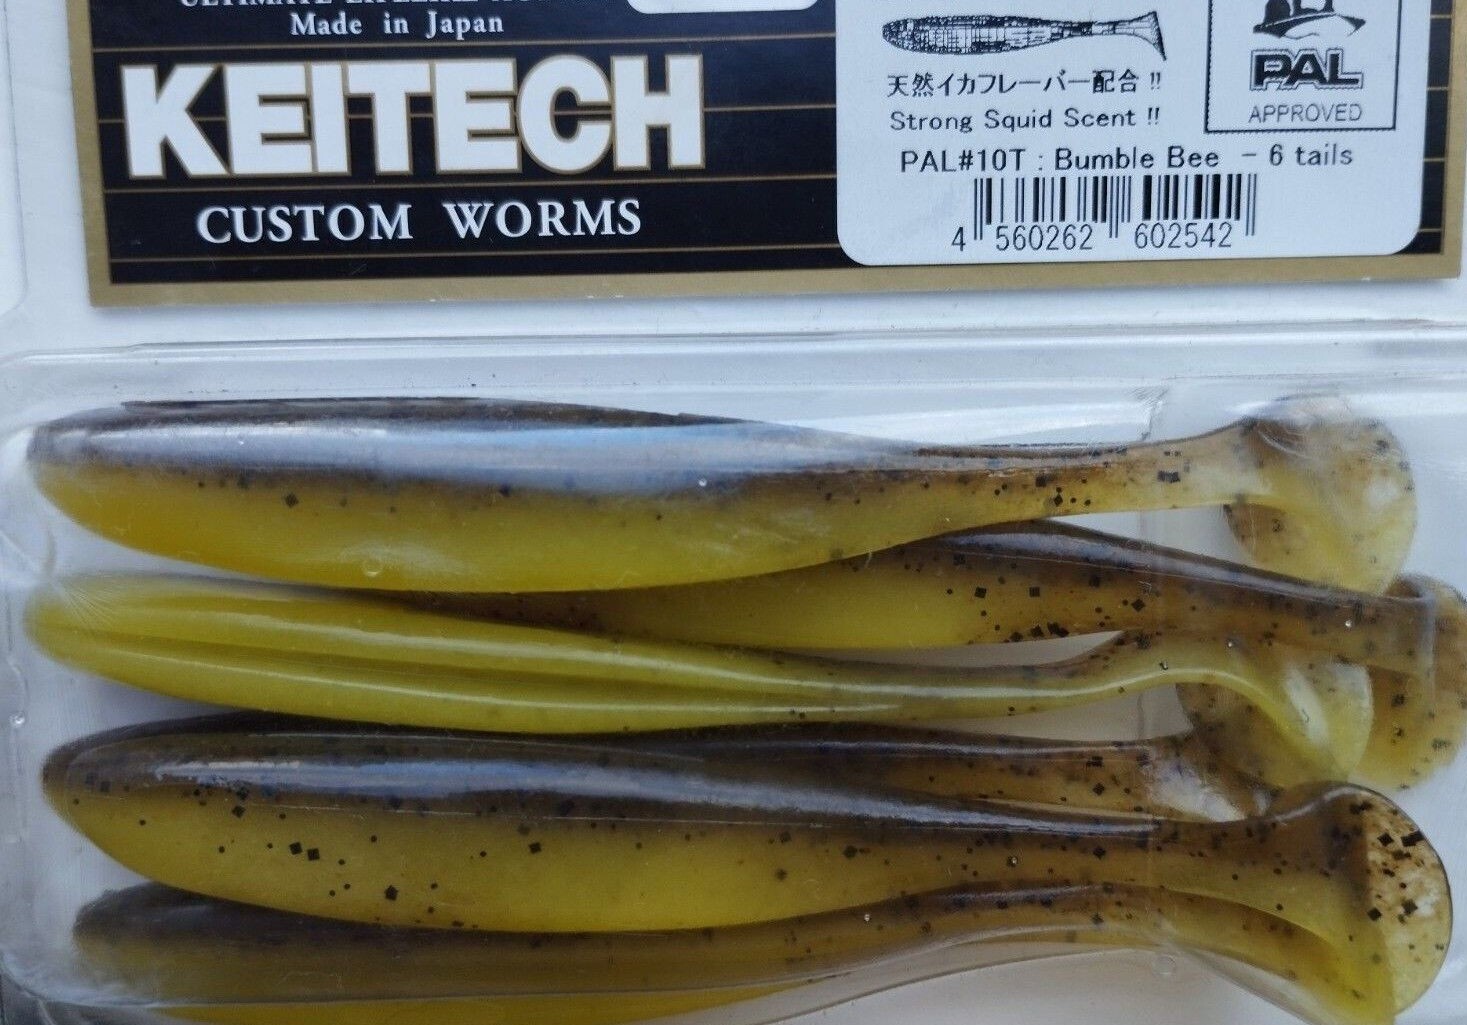 Made in Japan
KEITECH
CUSTOM WORMS
天然イカフレーバー配合 !!
Strong Squid Scent !!
PAL#10T : Bumble Bee - 6 tails
4 560262 602542
PAL
APPROVED